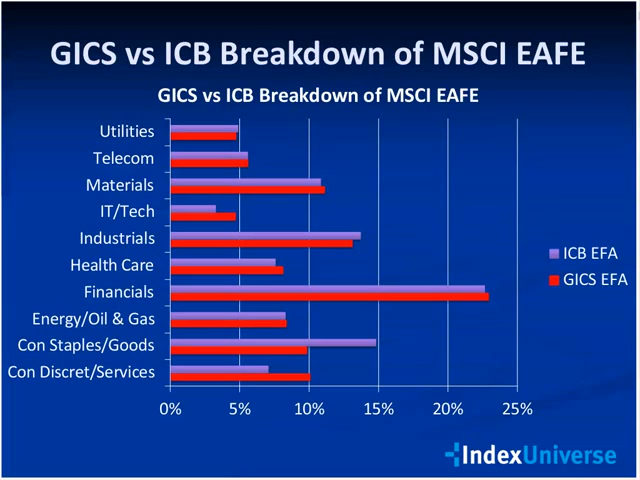 GICS vs ICB Breakdown of MSCI EAFE
GICS vs ICB Breakdown of MSCI EAFE
Utilities
Telecom
Materials
IT/Tech
Industrials
Health Care
Financials
Energy/Oil & Gas
Con Staples/Goods
Con Discret/Services
0% 5% 10% 15% 20% 25%
ICB EFA
GICS EFA
IndexUniverse